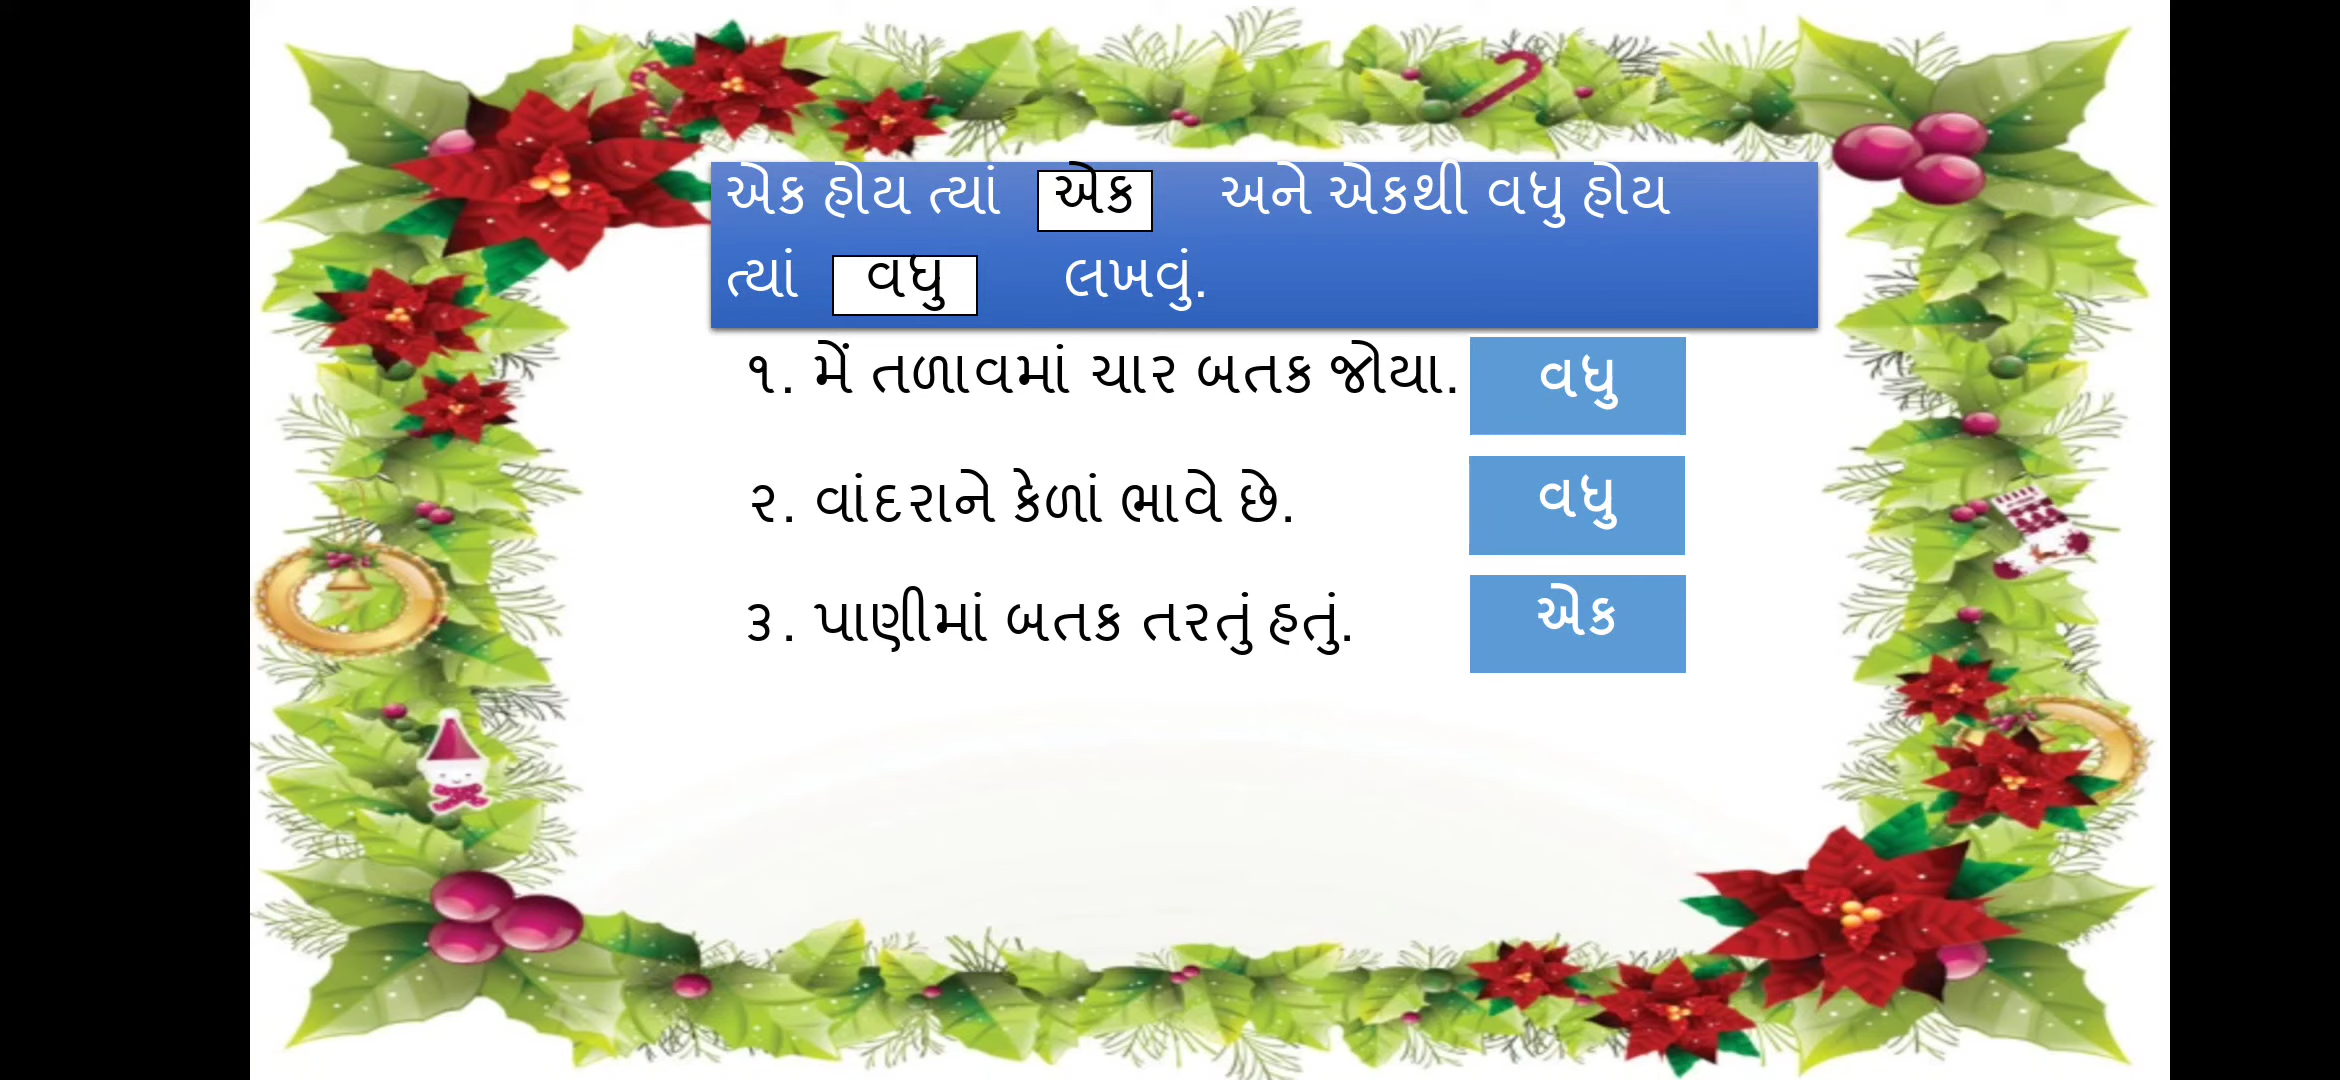 એક હોય ત્યાં એક અને એકથી વધુ હોય
ત્યાં વધુ લખવું.
૧. મેં તળાવમાં ચાર બતક જોયા. વધુ
૨. વાંદરાને કેળાં ભાવે છે. વધુ
૩. પાણીમાં બતક તરતું હતું. એક